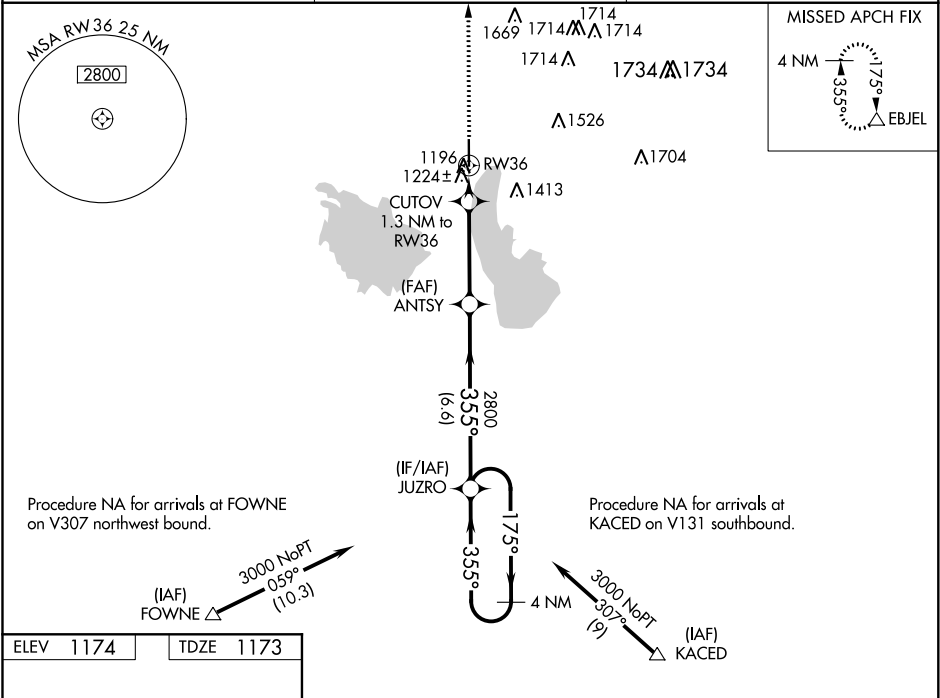 MSA RW36 25 NM
2800
1669
1714
1714
1714
1714
1734
1734
1526
1704
1413
1196
1224±
RW36
CUTOV
1.3 NM to
RW36
MISSED APCH FIX
4 NM
355°
175°
EBJEL
(FAF)
ANTSY
2800
355°
(6.6)
(IF/IAF)
JUZRO
175°
355°
4 NM
Procedure NA for arrivals at FOWNE
on V307 northwest bound.
Procedure NA for arrivals at
KACED on V131 southbound.
3000 NoPT
059°
(10.3)
(IAF)
FOWNE
3000 NoPT
307°
(9)
(IAF)
KACED
ELEV 1174
TDZE 1173